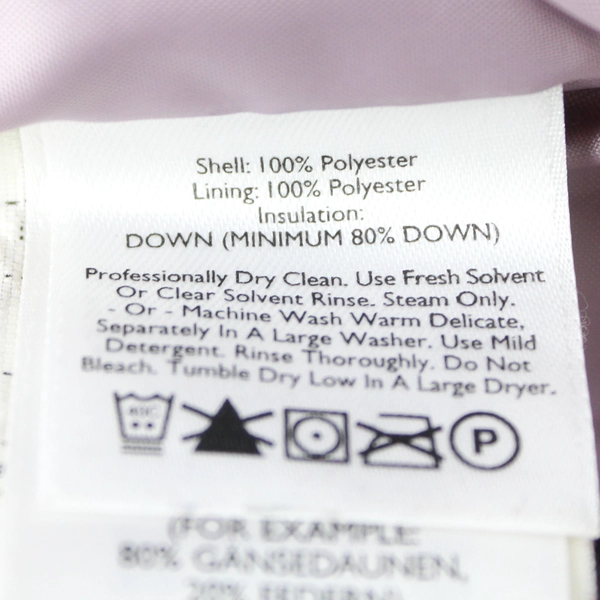 Shell: 100% Polyester
Lining: 100% Polyester
Insulation:
DOWN (MINIMUM 80% DOWN)
Professionally Dry Clean. Use Fresh Solvent
Or Clear Solvent Rinse. Steam Only.
- Or - Machine Wash Warm Delicate,
Separately In A Large Washer. Use Mild
Detergent. Rinse Thoroughly. Do Not
Bleach. Tumble Dry Low In A Large Dryer.
P
(FOR EXAMPLE:
80% GÄNSEDAUNEN,
20% FEDERN)